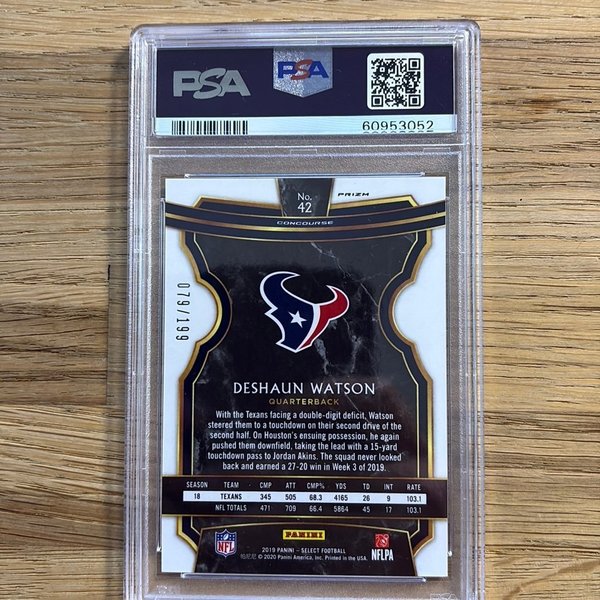 PSA
PSA
60953052
No.
42
PRIZM
CONCOURSE
079/199
DESHAUN WATSON
QUARTERBACK
With the Texans facing a double-digit deficit, Watson
steered them to a touchdown on their second drive of the
second half. On Houston's ensuing possession, he again
pushed them downfield, taking the lead with a 15-yard
touchdown pass to Jordan Akins. The squad never looked
back and earned a 27-20 win in Week 3 of 2019.
SEASON TEAM CMP ATT CMP% YDS TD INT RATE
18 TEXANS 345 505 68.3 4165 26 9 103.1
NFL TOTALS 471 709 66.4 5864 45 17 103.1
NFL
PANINI
NFLPA
2019 PANINI – SELECT FOOTBALL
帕尼尼 © 2020 Panini America, Inc. Printed in the USA.